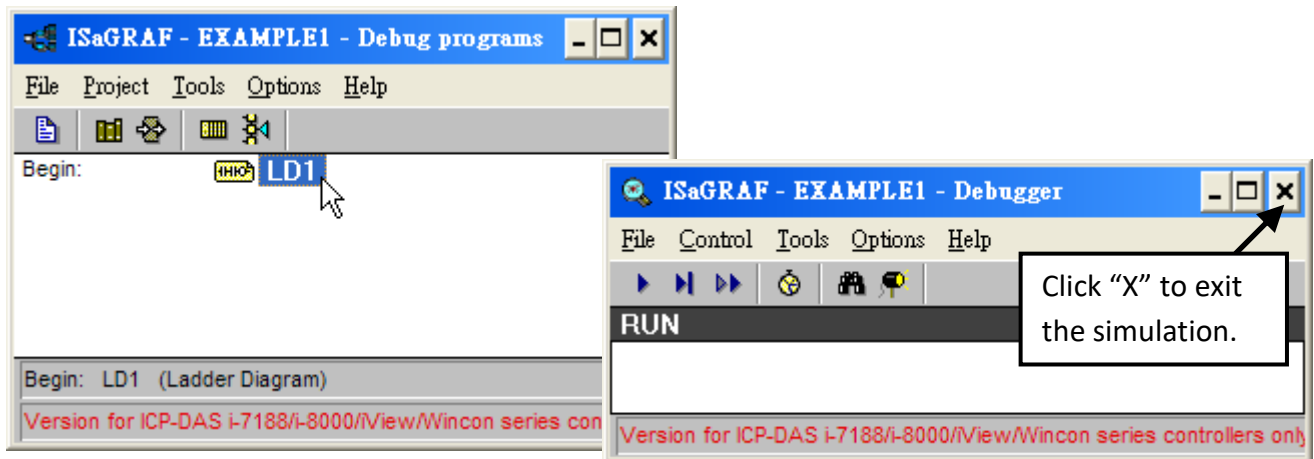 ISaGRAF - EXAMPLE1 - Debug programs
File Project Tools Options Help
Begin: LD1
Begin: LD1 (Ladder Diagram)
Version for ICP-DAS i-7188/i-8000/iView/Wincon series con
ISaGRAF - EXAMPLE1 - Debugger
File Control Tools Options Help
RUN
Click “X” to exit
the simulation.
Version for ICP-DAS i-7188/i-8000/iView/Wincon series controllers only